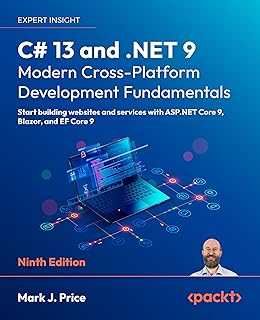 EXPERT INSIGHT
C# 13 and .NET 9
Modern Cross-Platform
Development Fundamentals
Start building websites and services with ASP.NET Core 9,
Blazor, and EF Core 9
Ninth Edition
Mark J. Price
<packt>